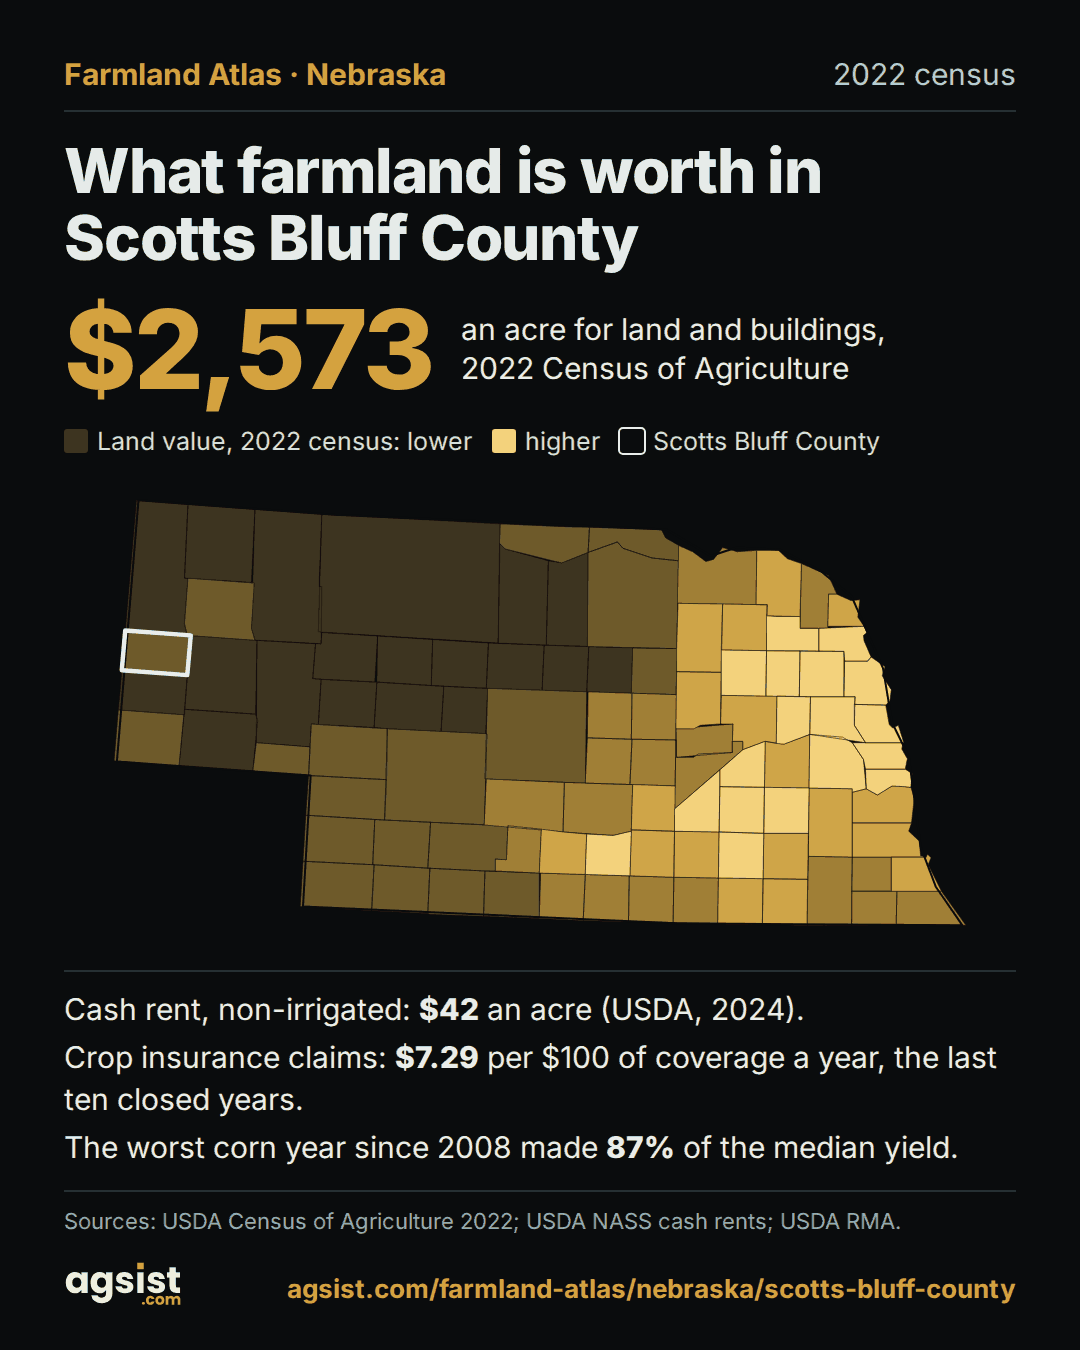 Farmland Atlas · Nebraska
2022 census
What farmland is worth in
Scotts Bluff County
$2,573
an acre for land and buildings,
2022 Census of Agriculture
Land value, 2022 census: lower
higher
Scotts Bluff County
Cash rent, non-irrigated: $42 an acre (USDA, 2024).
Crop insurance claims: $7.29 per $100 of coverage a year, the last
ten closed years.
The worst corn year since 2008 made 87% of the median yield.
Sources: USDA Census of Agriculture 2022; USDA NASS cash rents; USDA RMA.
agsist
.com
agsist.com/farmland-atlas/nebraska/scotts-bluff-county